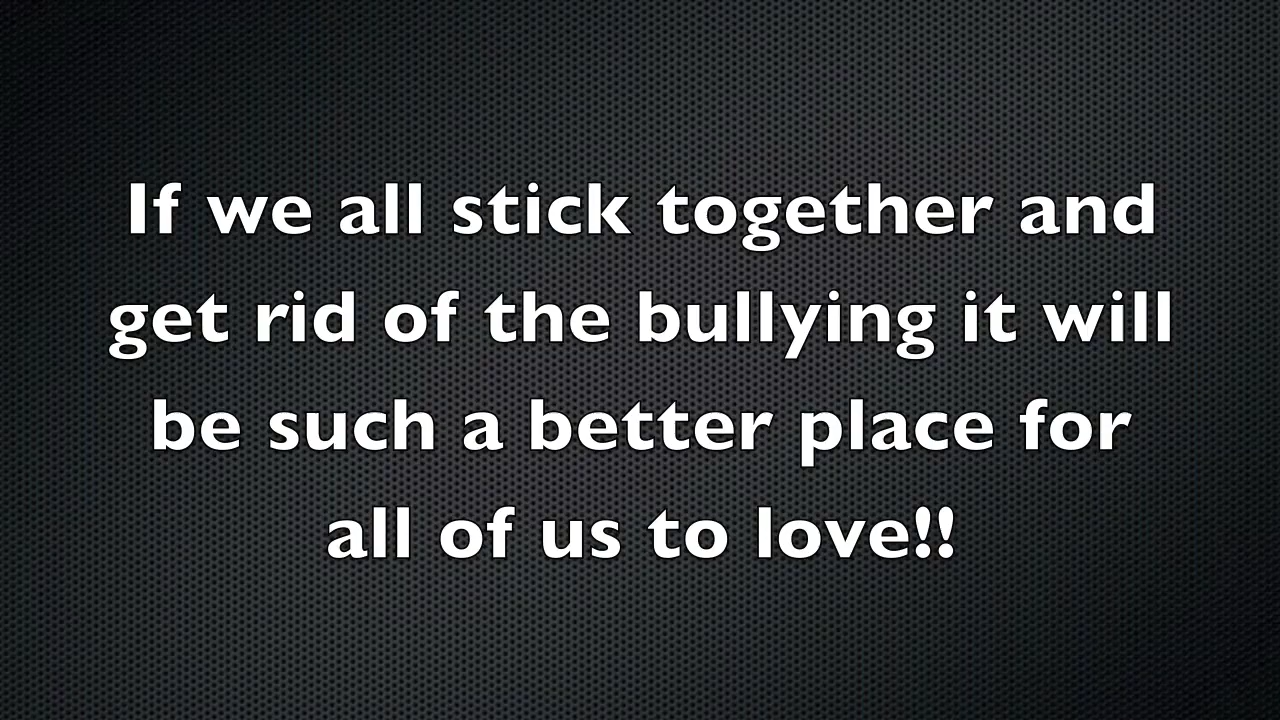 If we all stick together and
get rid of the bullying it will
be such a better place for
all of us to love!!